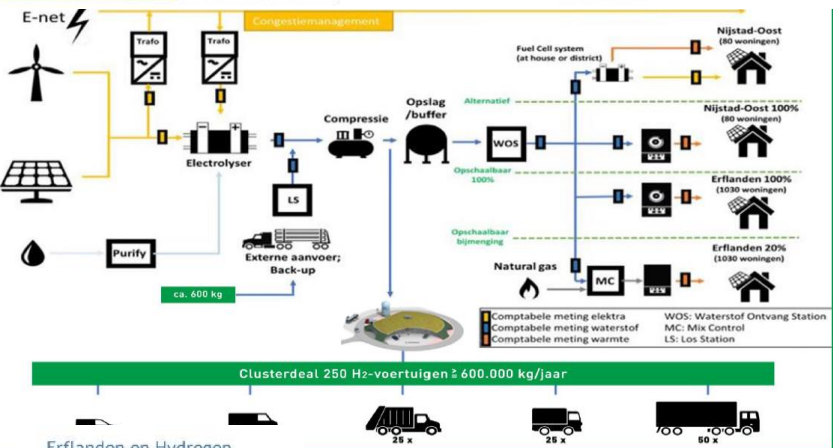 E-net
Congestiemanagement
Trafo
Trafo
Fuel Cell system
(at house or district)
Nijstad-Oost
(80 woningen)
Alternatief
Nijstad-Oost 100%
(80 woningen)
Compressie
Opslag
/buffer
WOS
Electrolyser
LS
Opschaalbaar
100%
Erflanden 100%
(1030 woningen)
Purify
Externe aanvoer;
Back-up
Opschaalbaar
bijmenging
Erflanden 20%
(1030 woningen)
Natural gas
MC
ca. 600 kg
Comptabele meting elektra
Comptabele meting waterstof
Comptabele meting warmte
WOS: Waterstof Ontvang Station
MC: Mix Control
LS: Los Station
Clusterdeal 250 H2-voertuigen ≥ 600.000 kg/jaar
25 x
25 x
50 x
Erflanden on Hydrogen